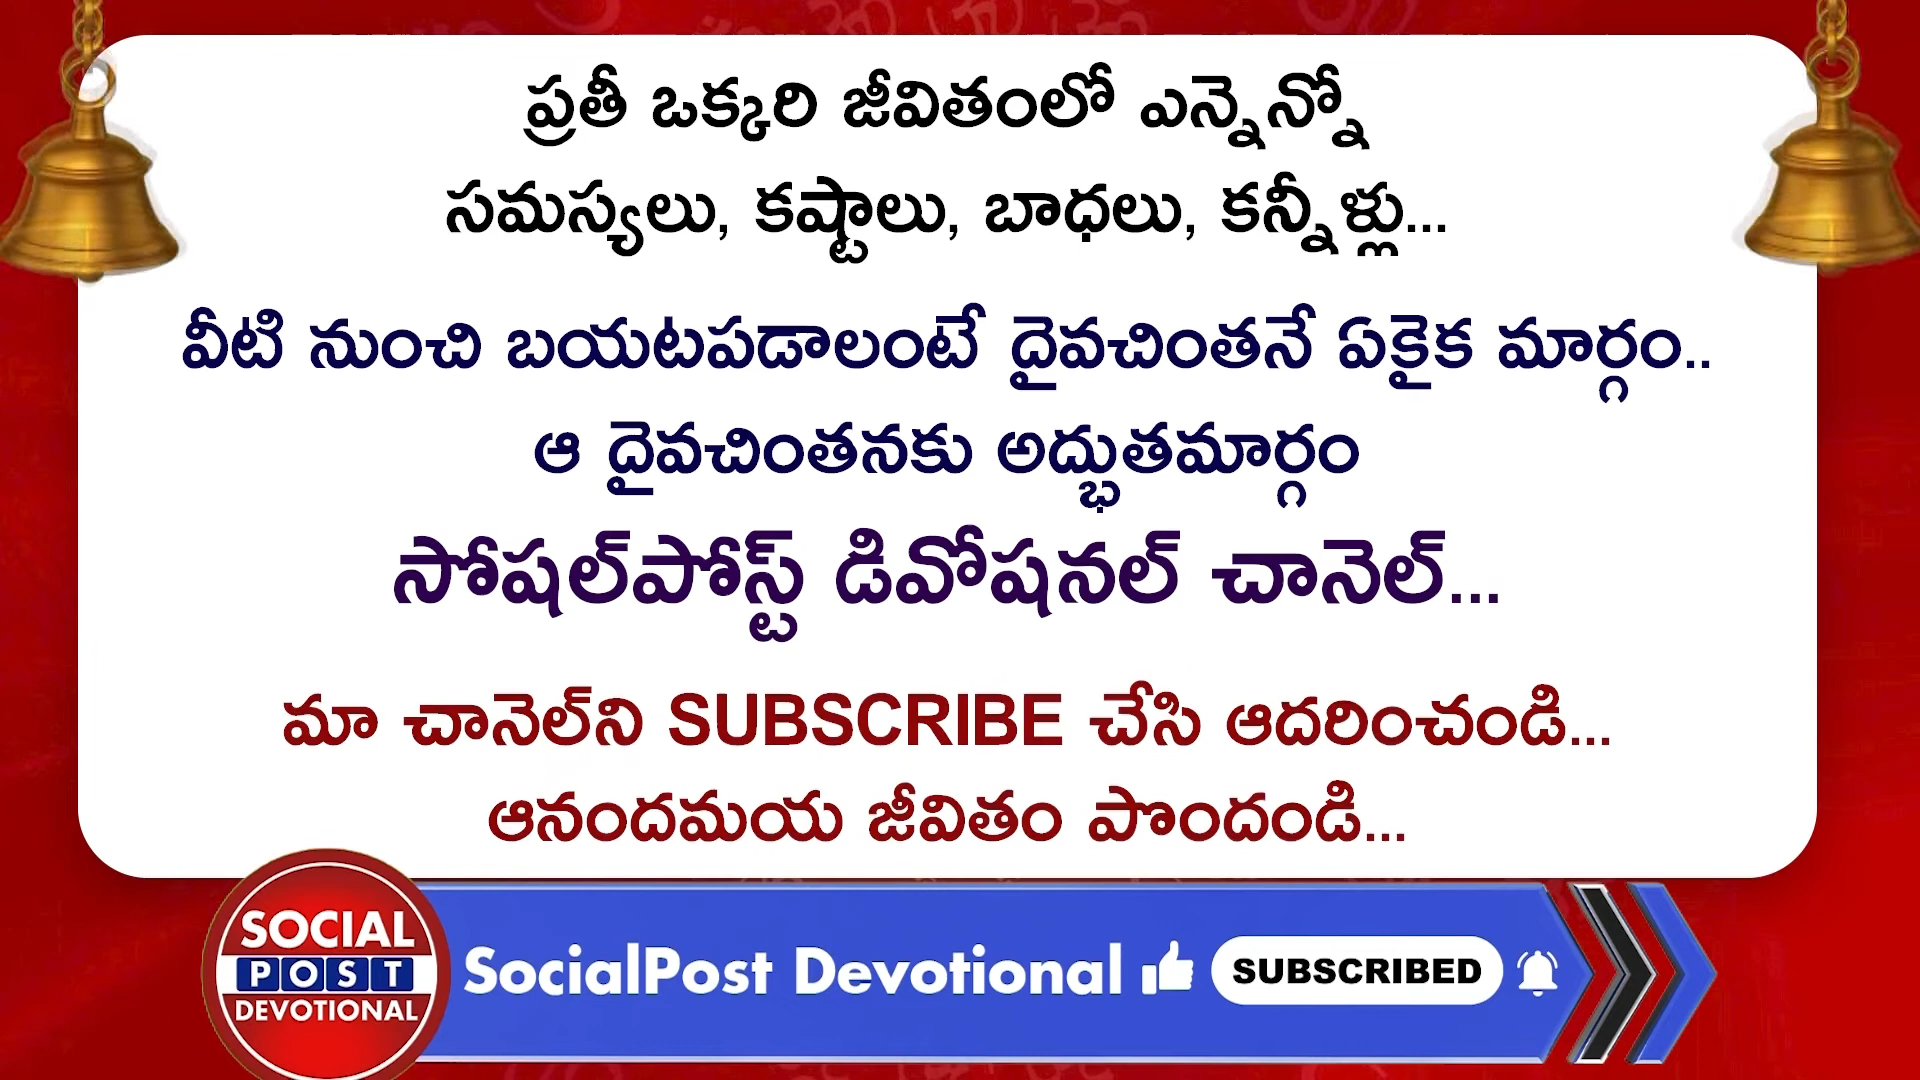 ప్రతీ ఒక్కరి జీవితంలో ఎన్నెన్నో
సమస్యలు, కష్టాలు, బాధలు, కన్నీళ్లు...
వీటి నుంచి బయటపడాలంటే దైవచింతనే ఏకైక మార్గం..
ఆ దైవచింతనకు అద్భుతమార్గం
సోషల్‌పోస్ట్ డివోషనల్ చానెల్...
మా చానెల్‌ని SUBSCRIBE చేసి ఆదరించండి...
ఆనందమయ జీవితం పొందండి...
SOCIAL
POST
DEVOTIONAL
SocialPost Devotional SUBSCRIBED